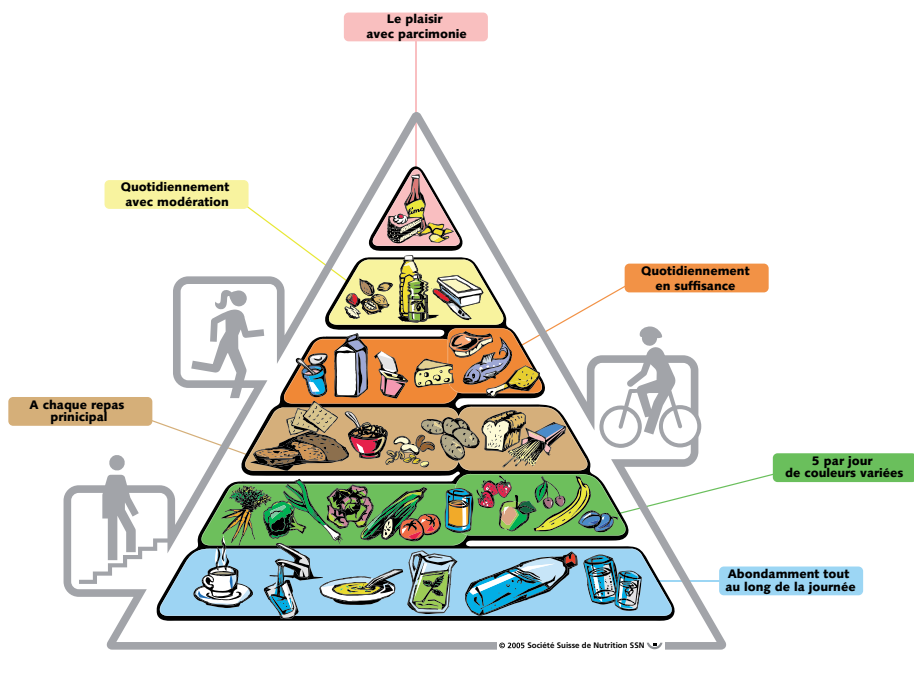 Le plaisir
avec parcimonie
Quotidiennement
avec modération
Quotidiennement
en suffisance
A chaque repas
prinicipal
5 par jour
de couleurs variées
Abondamment tout
au long de la journée
© 2005 Société Suisse de Nutrition SSN